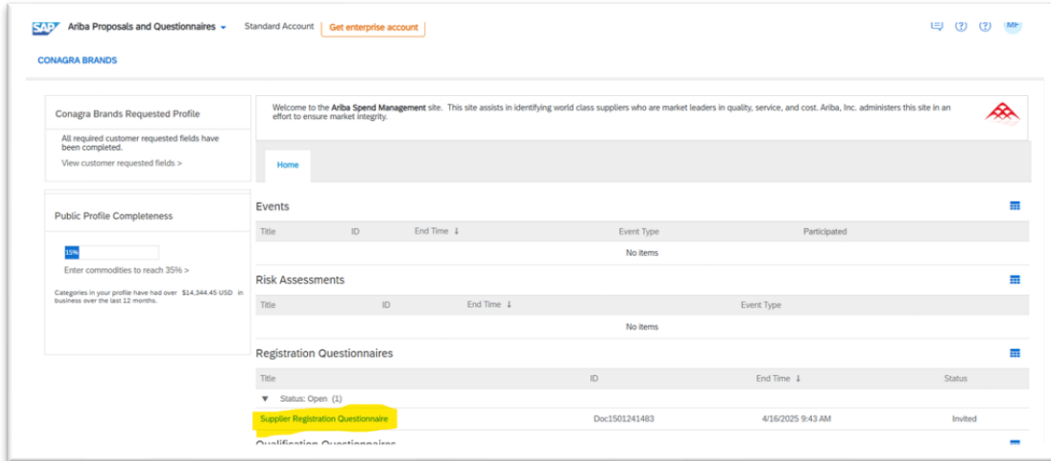 SAP Ariba Proposals and Questionnaires Standard Account Get enterprise account
MF
CONAGRA BRANDS
Conagra Brands Requested Profile
All required customer requested fields have
been completed.
View customer requested fields >
Public Profile Completeness
15%
Enter commodities to reach 35% >
Categories in your profile have had over $14,344.45 USD in
business over the last 12 months.
Welcome to the Ariba Spend Management site. This site assists in identifying world class suppliers who are market leaders in quality, service, and cost. Ariba, Inc. administers this site in an
effort to ensure market integrity.
Home
Events
Title ID End Time ↓ Event Type Participated
No items
Risk Assessments
Title ID End Time ↓ Event Type
No items
Registration Questionnaires
Title ID End Time ↓ Status
▼ Status: Open (1)
Supplier Registration Questionnaire Doc1501241483 4/16/2025 9:43 AM Invited
Qualification Questionnaires